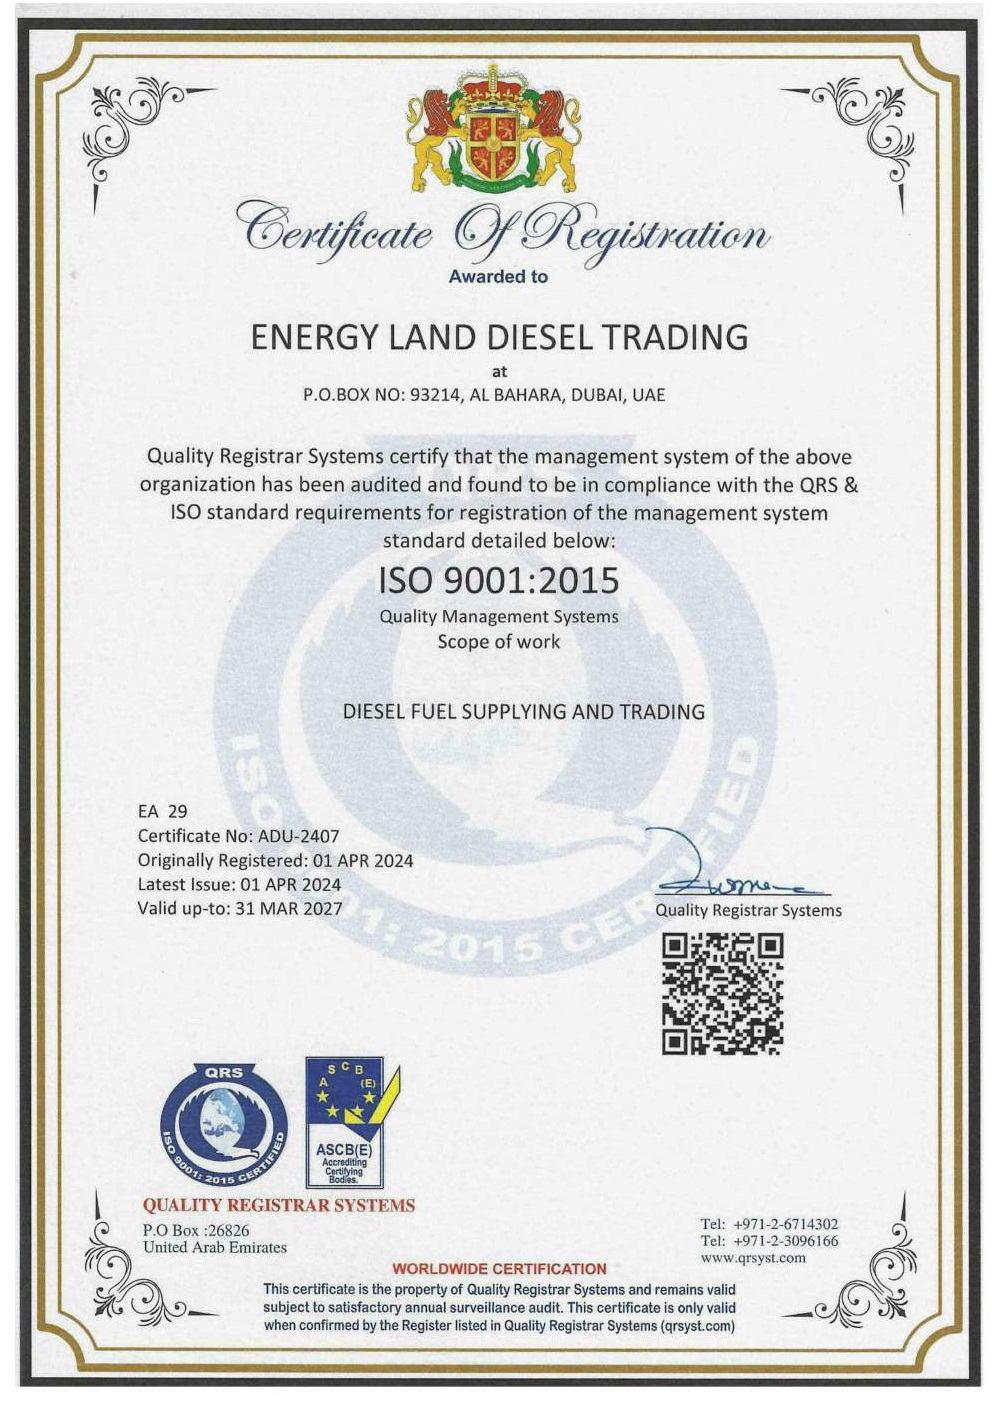 Certificate Of Registration
Awarded to
ENERGY LAND DIESEL TRADING
at
P.O.BOX NO: 93214, AL BAHARA, DUBAI, UAE
Quality Registrar Systems certify that the management system of the above
organization has been audited and found to be in compliance with the QRS &
ISO standard requirements for registration of the management system
standard detailed below:
ISO 9001:2015
Quality Management Systems
Scope of work
DIESEL FUEL SUPPLYING AND TRADING
EA 29
Certificate No: ADU-2407
Originally Registered: 01 APR 2024
Latest Issue: 01 APR 2024
Valid up-to: 31 MAR 2027
Quality Registrar Systems
QRS
ISO 9001: 2015 CERTIFIED
A S C B (E)
ASCB(E)
Accrediting
Certifying
Bodies.
QUALITY REGISTRAR SYSTEMS
P.O Box :26826
United Arab Emirates
Tel: +971-2-6714302
Tel: +971-2-3096166
www.qrsyst.com
WORLDWIDE CERTIFICATION
This certificate is the property of Quality Registrar Systems and remains valid
subject to satisfactory annual surveillance audit. This certificate is only valid
when confirmed by the Register listed in Quality Registrar Systems (qrsyst.com)